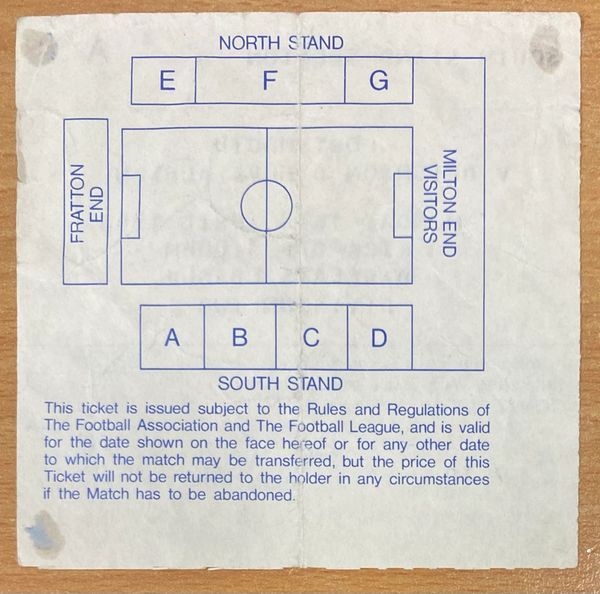 NORTH STAND
E F G
FRATTON
END
MILTON END
VISITORS
A B C D
SOUTH STAND
This ticket is issued subject to the Rules and Regulations of
The Football Association and The Football League, and is valid
for the date shown on the face hereof or for any other date
to which the match may be transferred, but the price of this
Ticket will not be returned to the holder in any circumstances
if the Match has to be abandoned.